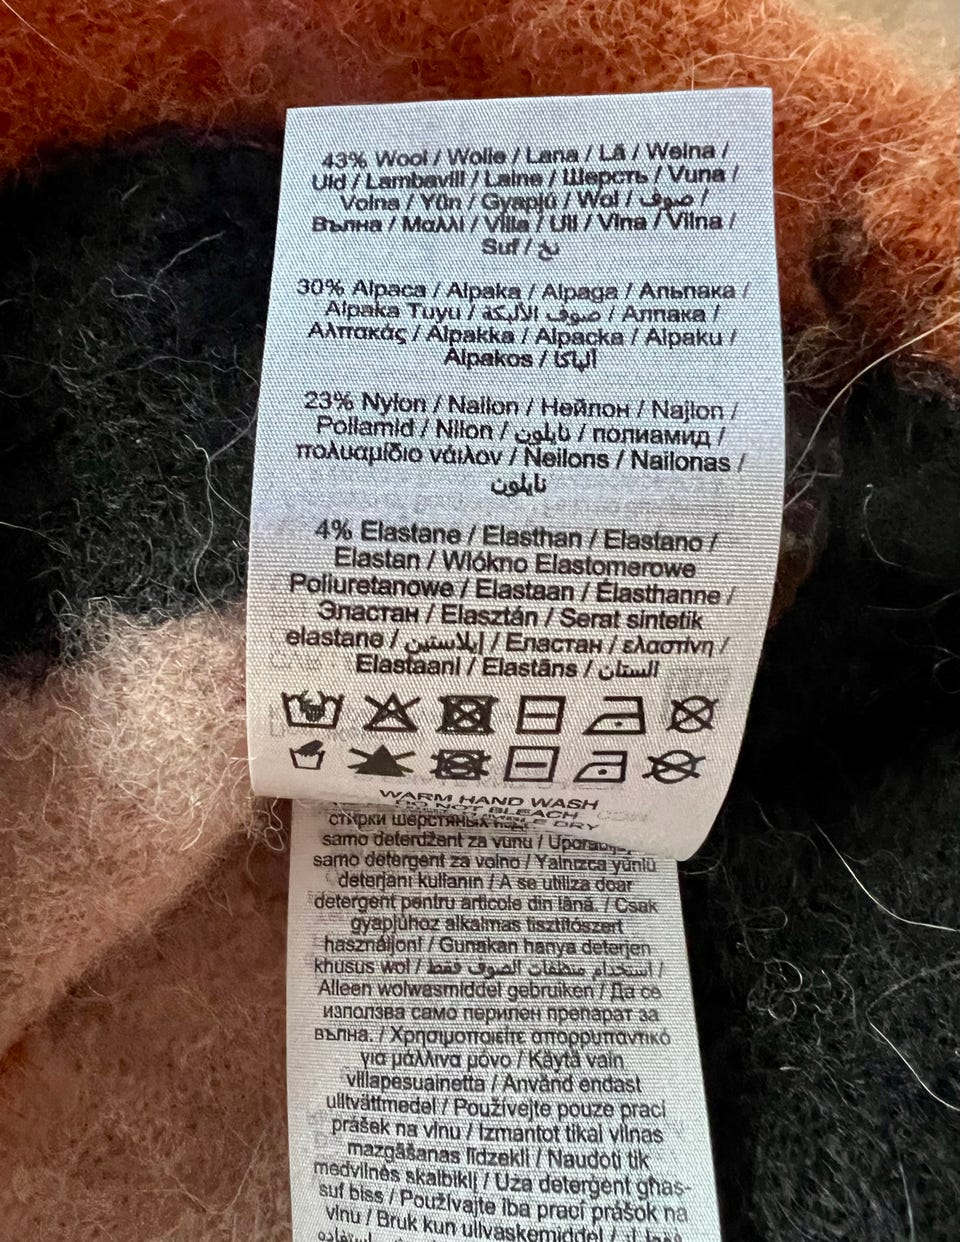 43% Wool / Wolle / Lana / Lã / Weina /
Uld / Lambavill / Laine / Шерсть / Vuna /
Volna / Yün / Gyapjú / Wol / صوف /
Вълна / Μαλλί / Villa / Ull / Vlna / Vilna /
Suf / پخ
30% Alpaca / Alpaka / Alpaga / Альпака /
Alpaka Tuyu / صوف الألبكة / Алпака /
Αλπακάς / Alpakka / Alpacka / Alpaku /
Alpakos / آلپاکا
23% Nylon / Nailon / Нейлон / Najlon /
Poliamid / Nilon / نايلون / полиамид /
πολυαμίδιο νάιλον / Neilons / Nailonas /
نايلون
4% Elastane / Elasthan / Elastano /
Elastan / Włókno Elastomerowe
Poliuretanowe / Elastaan / Élasthanne /
Эластан / Elasztán / Serat sintetik
elastane / إيلاستين / Еластан / ελαστίνη /
Elastaani / Elastāns / الستان
WARM HAND WASH
DO NOT BLEACH
DRY
стирки шерстяных
samo deterdžent za vunu /
samo detergent za volno / Yalnızca yünlü
deterjanı kullanın / A se utiliza doar
detergent pentru articole din lână. / Csak
gyapjúhoz alkalmas tisztítószert
használjon! / Gunakan hanya deterjen
khusus wol / استخدام منظفات الصوف فقط /
Alleen wolwasmiddel gebruiken / Да се
използва само перилен препарат за
вълна. / Χρησιμοποιείτε απορρυπαντικό
για μάλλινα μόνο / Käytä vain
villapesuainetta / Använd endast
ulltvättmedel / Používejte pouze prací
prášek na vlnu / Izmantot tikai vilnas
mazgāšanas līdzekli / Naudoti tik
medvilnės skalbiklį / Uza detergent għas-
suf biss / Používajte iba prací prášok na
vlnu / Bruk kun ullvaskemiddel /